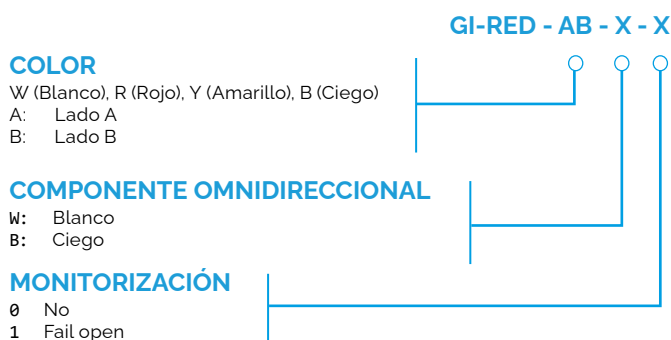 GI-RED - AB - X - X
COLOR
W (Blanco), R (Rojo), Y (Amarillo), B (Ciego)
A: Lado A
B: Lado B
COMPONENTE OMNIDIRECCIONAL
W: Blanco
B: Ciego
MONITORIZACIÓN
0 No
1 Fail open